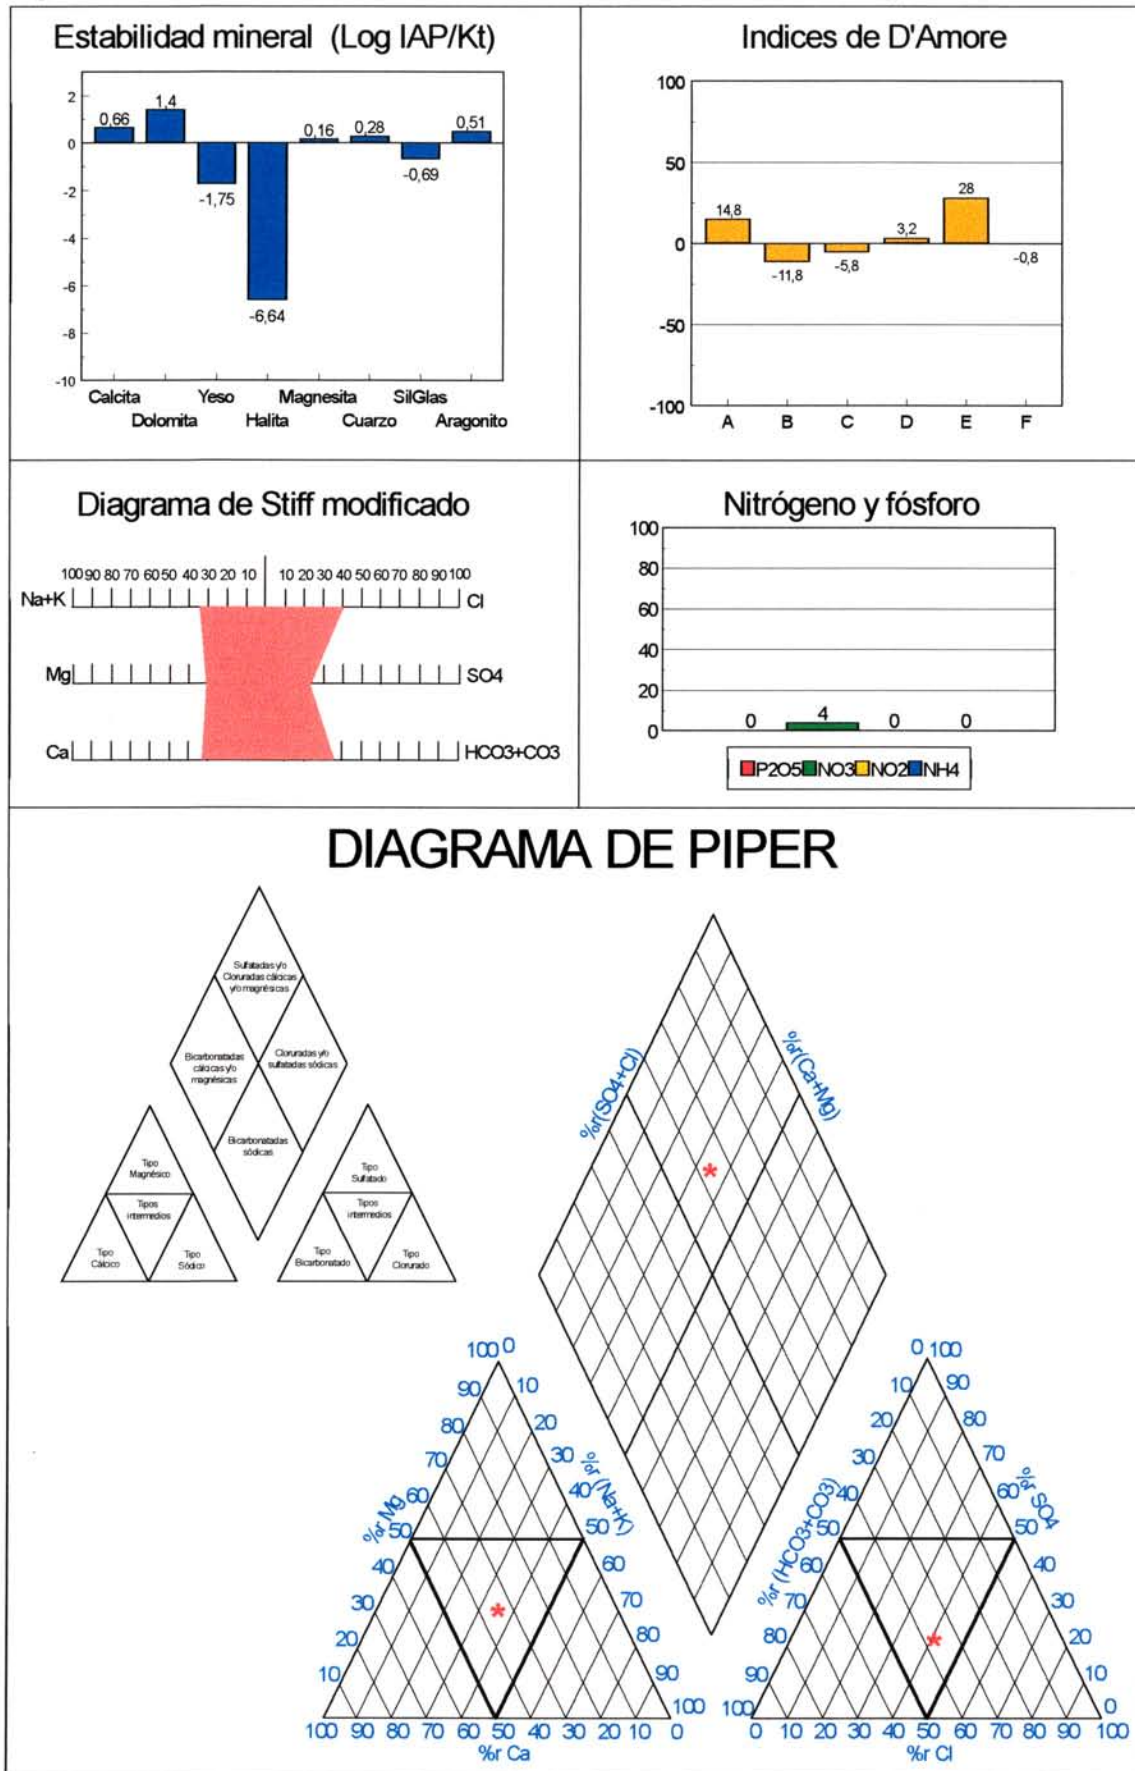 Estabilidad mineral (Log IAP/Kt)
2
0
-2
-4
-6
-8
-10
0,66
1,4
-1,75
-6,64
0,16
0,28
-0,69
0,51
Calcita
Yeso
Magnesita
SilGlas
Dolomita
Halita
Cuarzo
Aragonito
Indices de D'Amore
100
50
0
-50
-100
14,8
-11,8
-5,8
3,2
28
-0,8
A B C D E F
Diagrama de Stiff modificado
100 90 80 70 60 50 40 30 20 10 10 20 30 40 50 60 70 80 90 100
Na+K Cl
Mg SO4
Ca HCO3+CO3
Nitrógeno y fósforo
100
80
60
40
20
0
0 4 0 0
P2O5 NO3 NO2 NH4
DIAGRAMA DE PIPER
Sulfatadas y/o
Cloruradas cálcicas
y/o magnésicas
Bicarbonatadas
cálcicas y/o
magnésicas
Cloruradas y/o
sulfatadas sódicas
Bicarbonatadas
sódicas
Tipo
Magnésico
Tipos
intermedios
Tipo
Cálcico
Tipo
Sódico
Tipo
Sulfatado
Tipos
intermedios
Tipo
Bicarbonatado
Tipo
Clorurado
%r(SO4+Cl)
%r(Ca+Mg)
*
100 0
90 10
80 20
70 30
60 40
50 50
40 60
30 70
20 80
10 90
100
%r Mg
%r (Na+K)
*
100 90 80 70 60 50 40 30 20 10 0
%r Ca
0 100
10 90
20 80
30 70
40 60
50 50
60 40
70 30
80 20
90 10
100 0
%r (HCO3+CO3)
%r SO4
*
0 10 20 30 40 50 60 70 80 90 100
%r Cl